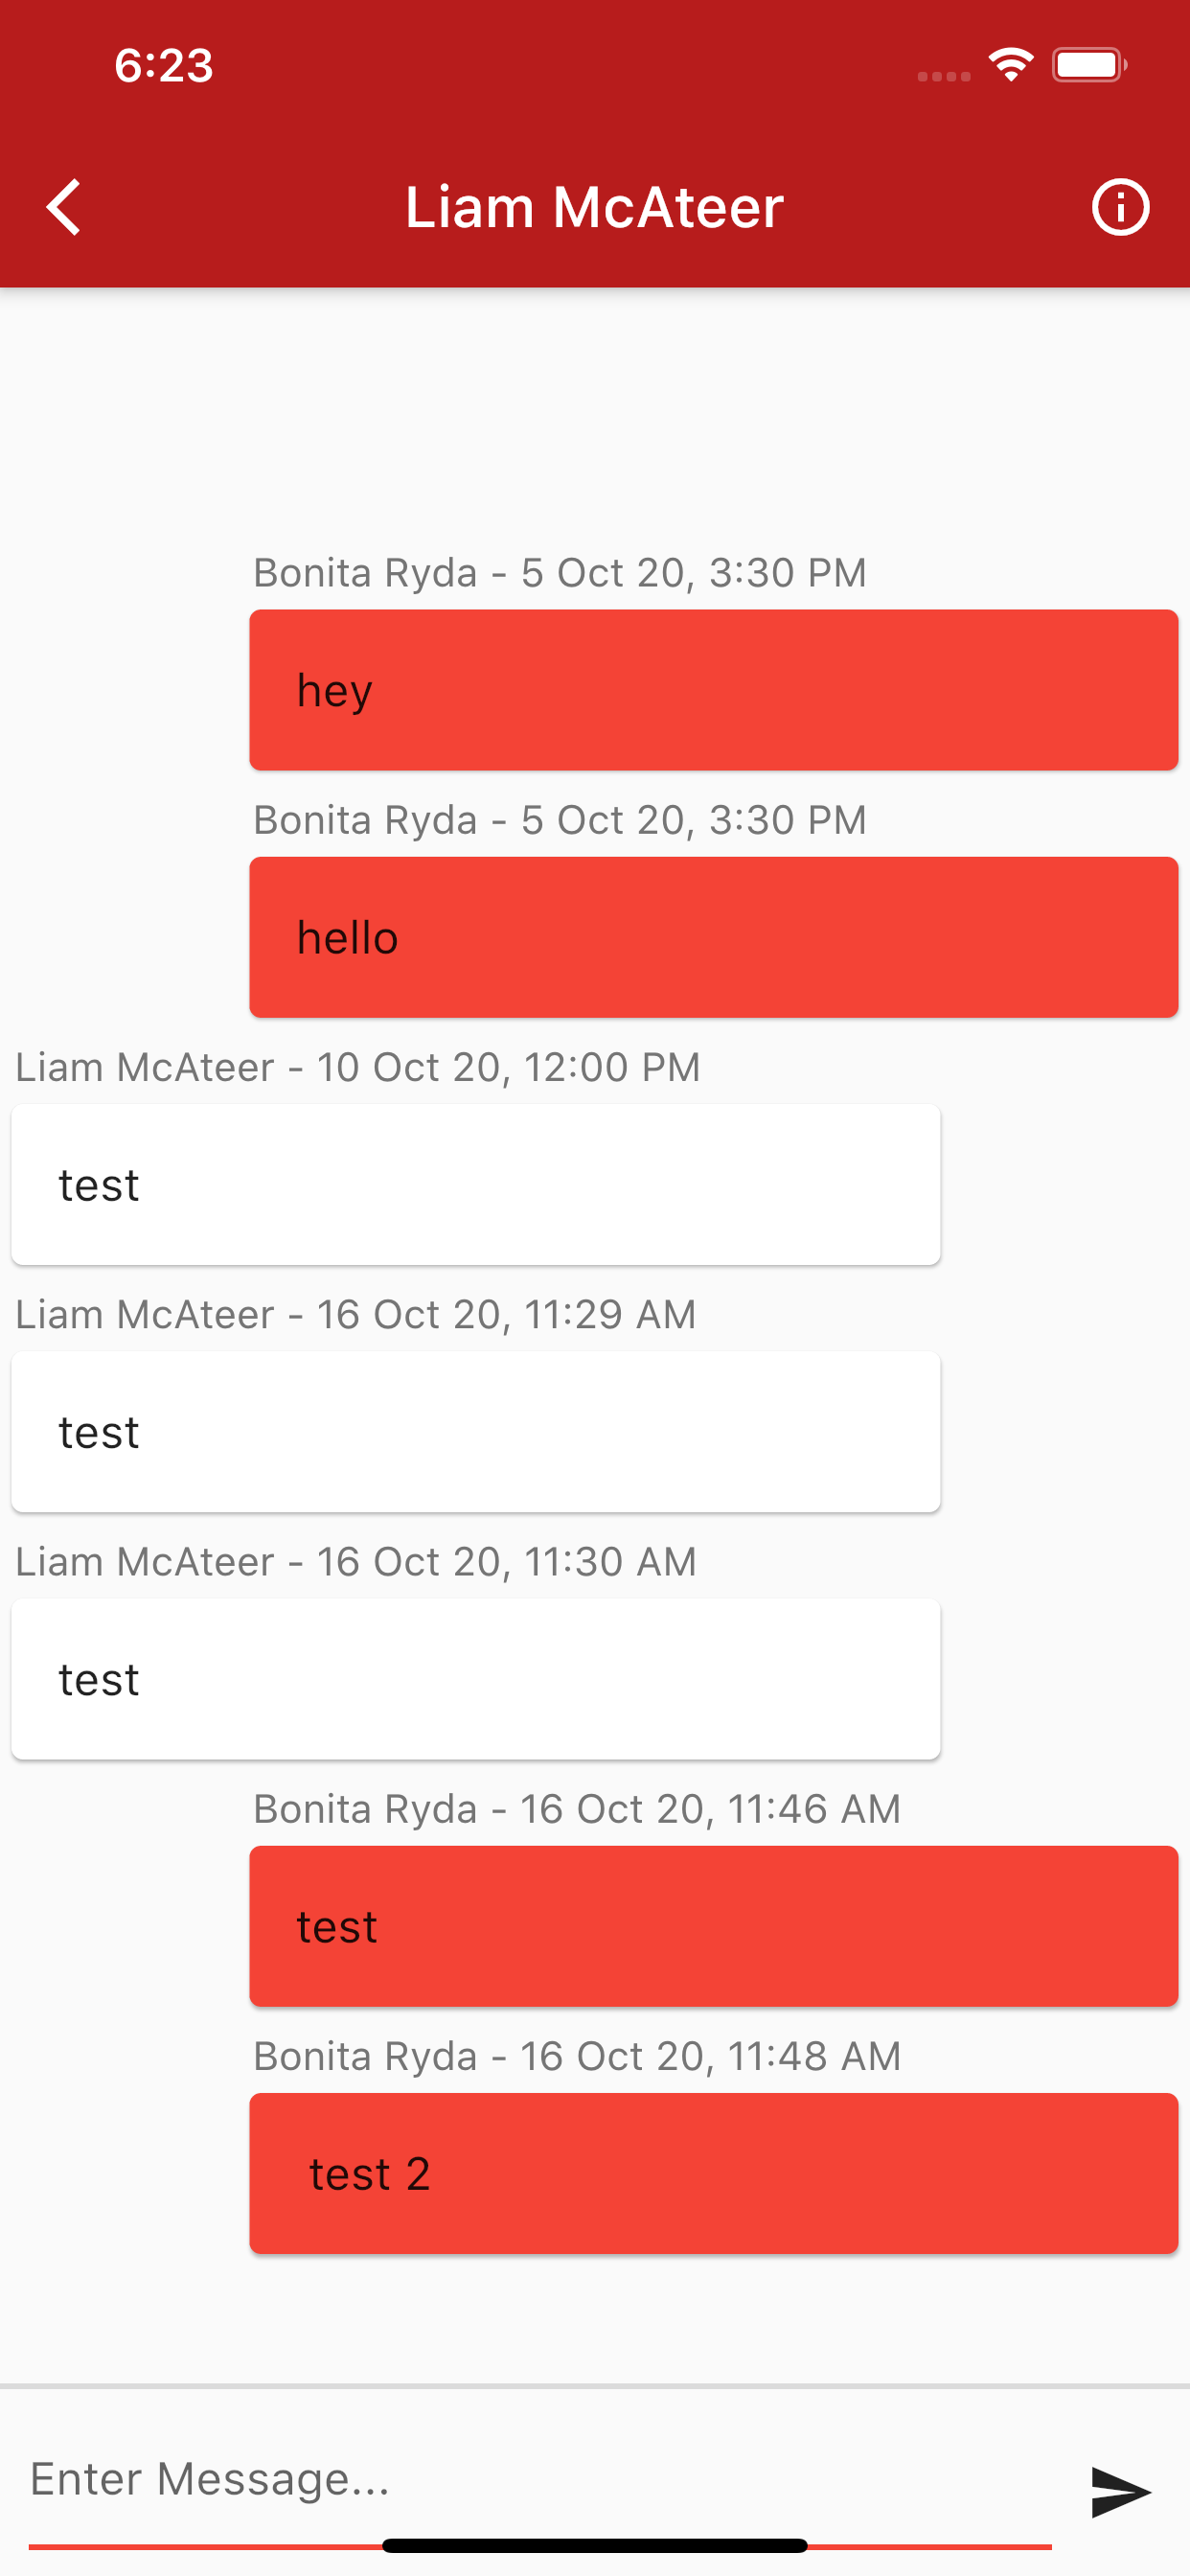 6:23
Liam McAteer
Bonita Ryda - 5 Oct 20, 3:30 PM
hey
Bonita Ryda - 5 Oct 20, 3:30 PM
hello
Liam McAteer - 10 Oct 20, 12:00 PM
test
Liam McAteer - 16 Oct 20, 11:29 AM
test
Liam McAteer - 16 Oct 20, 11:30 AM
test
Bonita Ryda - 16 Oct 20, 11:46 AM
test
Bonita Ryda - 16 Oct 20, 11:48 AM
test 2
Enter Message...